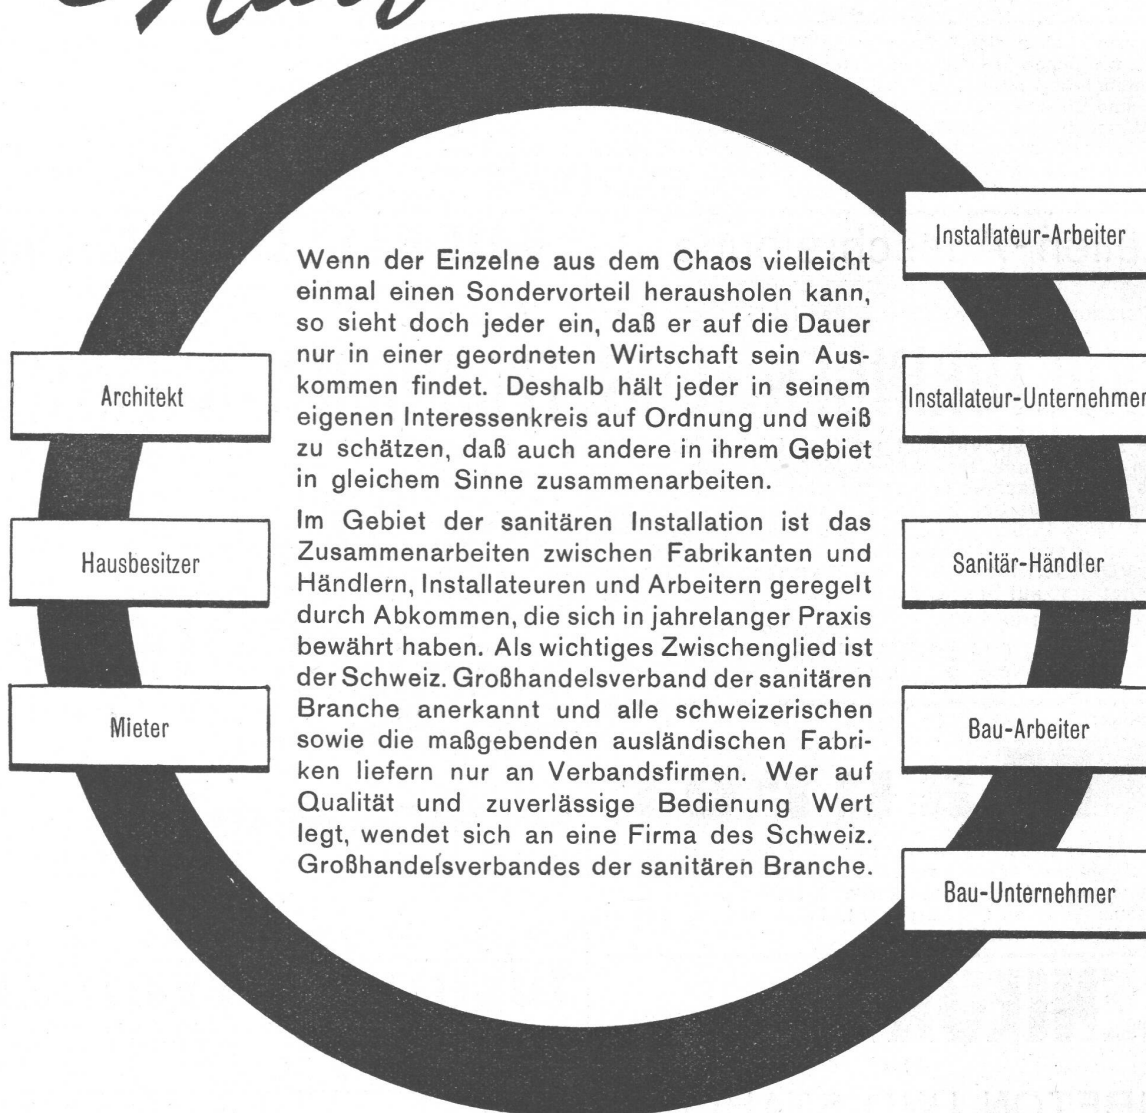 Wenn der Einzelne aus dem Chaos vielleicht
einmal einen Sondervorteil herausholen kann,
so sieht doch jeder ein, daß er auf die Dauer
nur in einer geordneten Wirtschaft sein Aus-
kommen findet. Deshalb hält jeder in seinem
eigenen Interessenkreis auf Ordnung und weiß
zu schätzen, daß auch andere in ihrem Gebiet
in gleichem Sinne zusammenarbeiten.
Im Gebiet der sanitären Installation ist das
Zusammenarbeiten zwischen Fabrikanten und
Händlern, Installateuren und Arbeitern geregelt
durch Abkommen, die sich in jahrelanger Praxis
bewährt haben. Als wichtiges Zwischenglied ist
der Schweiz. Großhandelsverband der sanitären
Branche anerkannt und alle schweizerischen
sowie die maßgebenden ausländischen Fabri-
ken liefern nur an Verbandsfirmen. Wer auf
Qualität und zuverlässige Bedienung Wert
legt, wendet sich an eine Firma des Schweiz.
Großhandelsverbandes der sanitären Branche.
Architekt
Hausbesitzer
Mieter
Installateur-Arbeiter
Installateur-Unternehmer
Sanitär-Händler
Bau-Arbeiter
Bau-Unternehmer